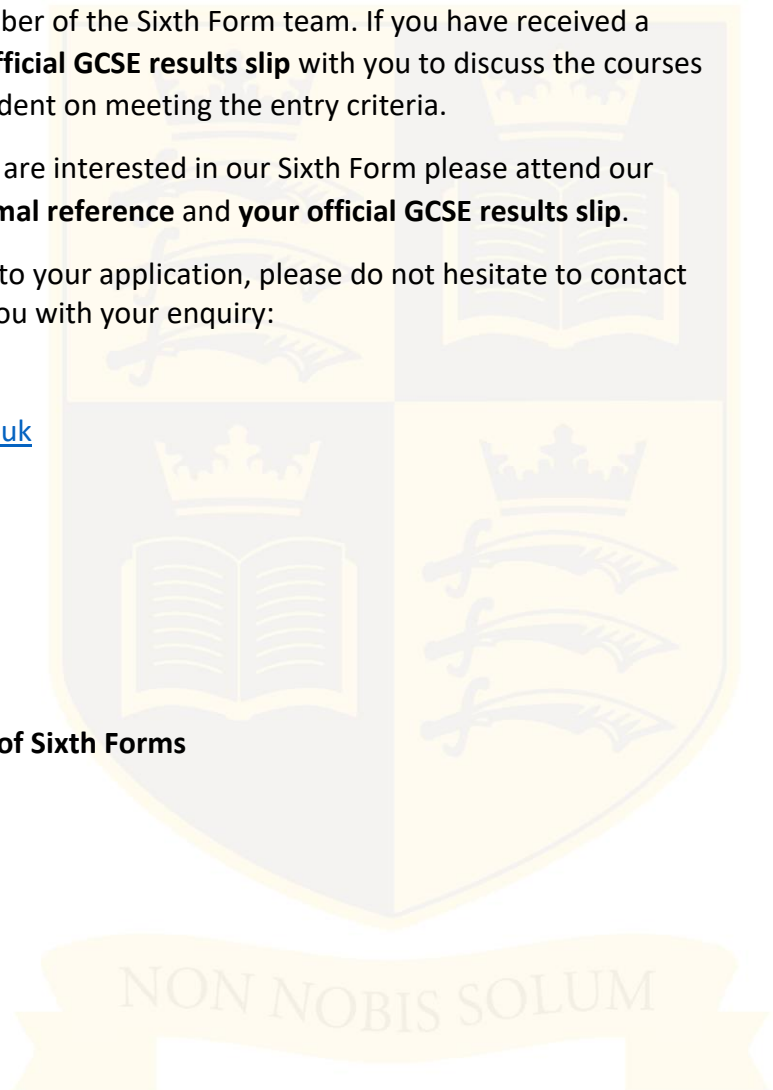 ber of the Sixth Form team. If you have received a
fficial GCSE results slip with you to discuss the courses
dent on meeting the entry criteria.
are interested in our Sixth Form please attend our
mal reference and your official GCSE results slip.
to your application, please do not hesitate to contact
ou with your enquiry:
uk
of Sixth Forms
NON NOBIS SOLUM